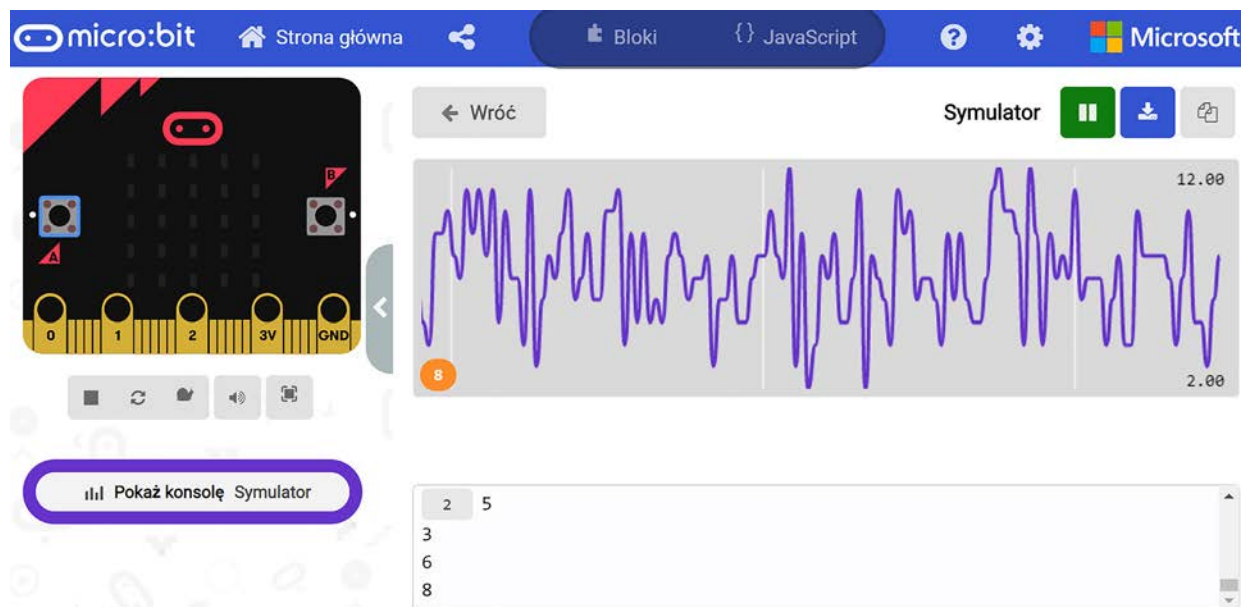 micro:bit Strona główna Bloki {} JavaScript ? Microsoft
Wróć Symulator
B
A
12.00
0 1 2 3V GND
8
2.00
Pokaż konsolę Symulator
2 5
3
6
8